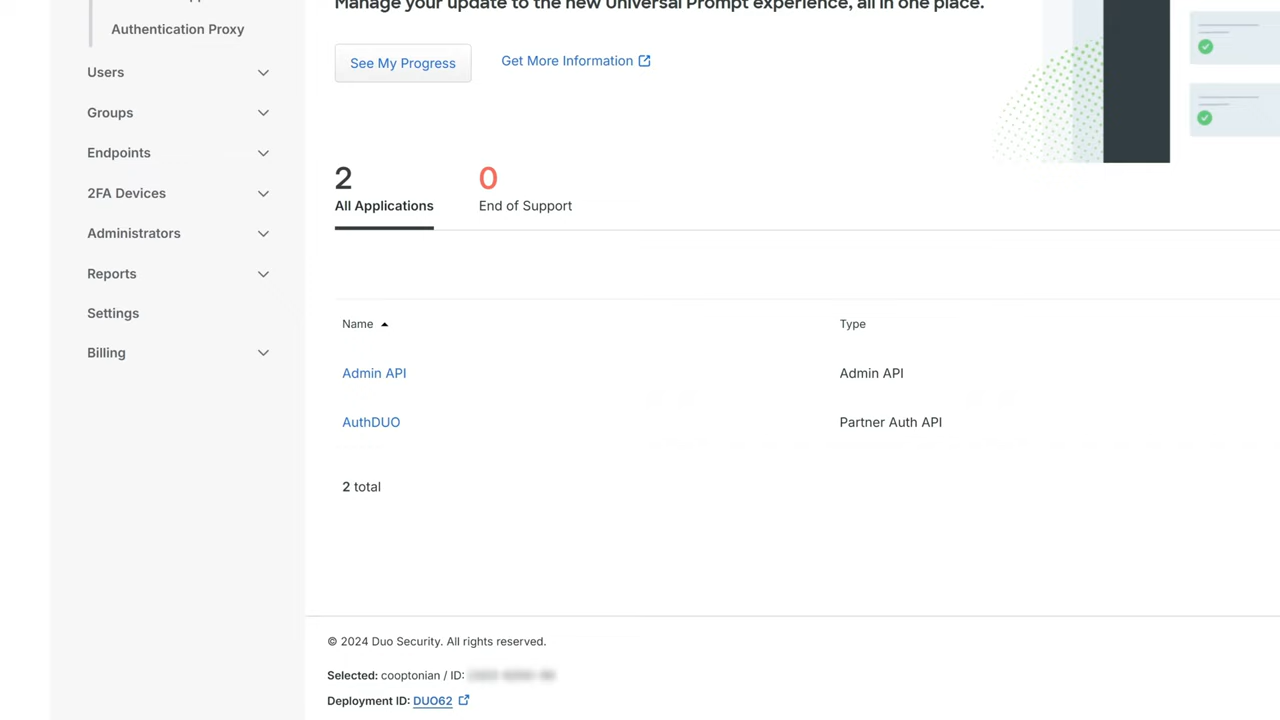 Manage your update to the new Universal Prompt experience, all in one place.
Authentication Proxy
See My Progress
Get More Information
Users
Groups
Endpoints
2FA Devices
Administrators
Reports
Settings
Billing
2
All Applications
0
End of Support
Name
Type
Admin API
Admin API
AuthDUO
Partner Auth API
2 total
© 2024 Duo Security. All rights reserved.
Selected: cooptonian / ID:
Deployment ID: DUO62